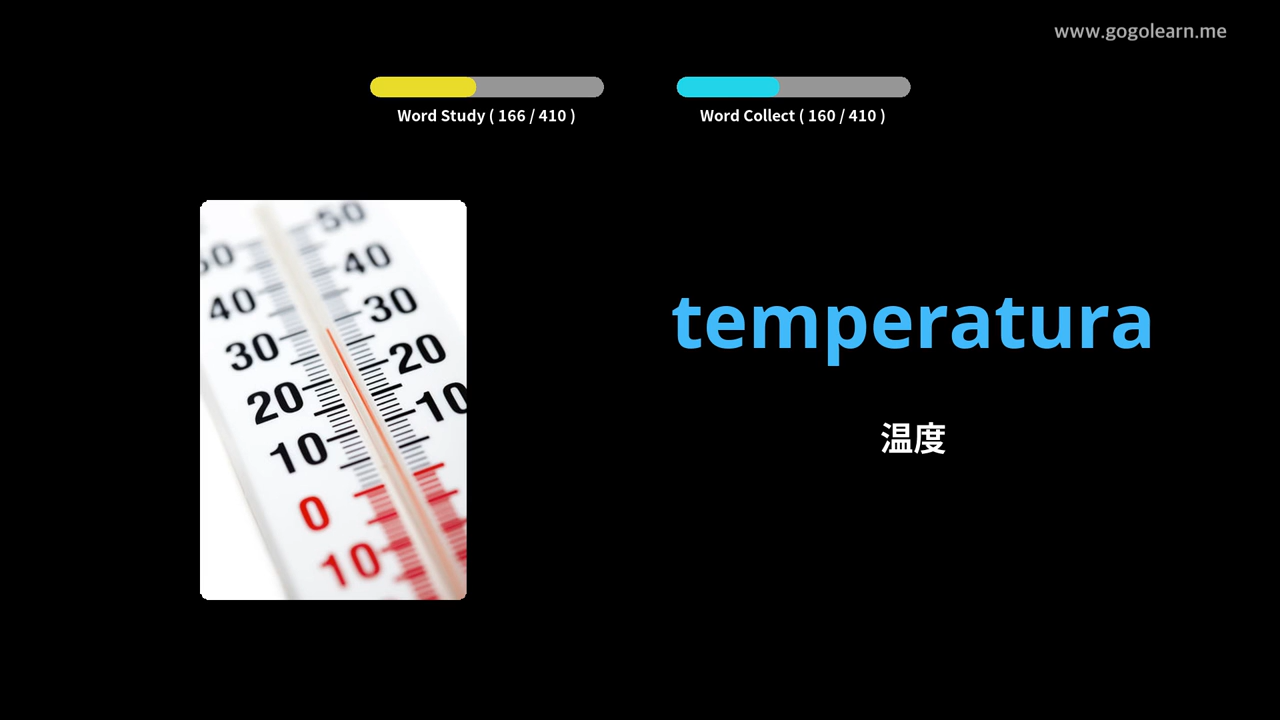 www.gogolearn.me
Word Study ( 166 / 410 )
Word Collect ( 160 / 410 )
50
50
40
40
30
30
20
20
10
10
0
10
temperatura
温度